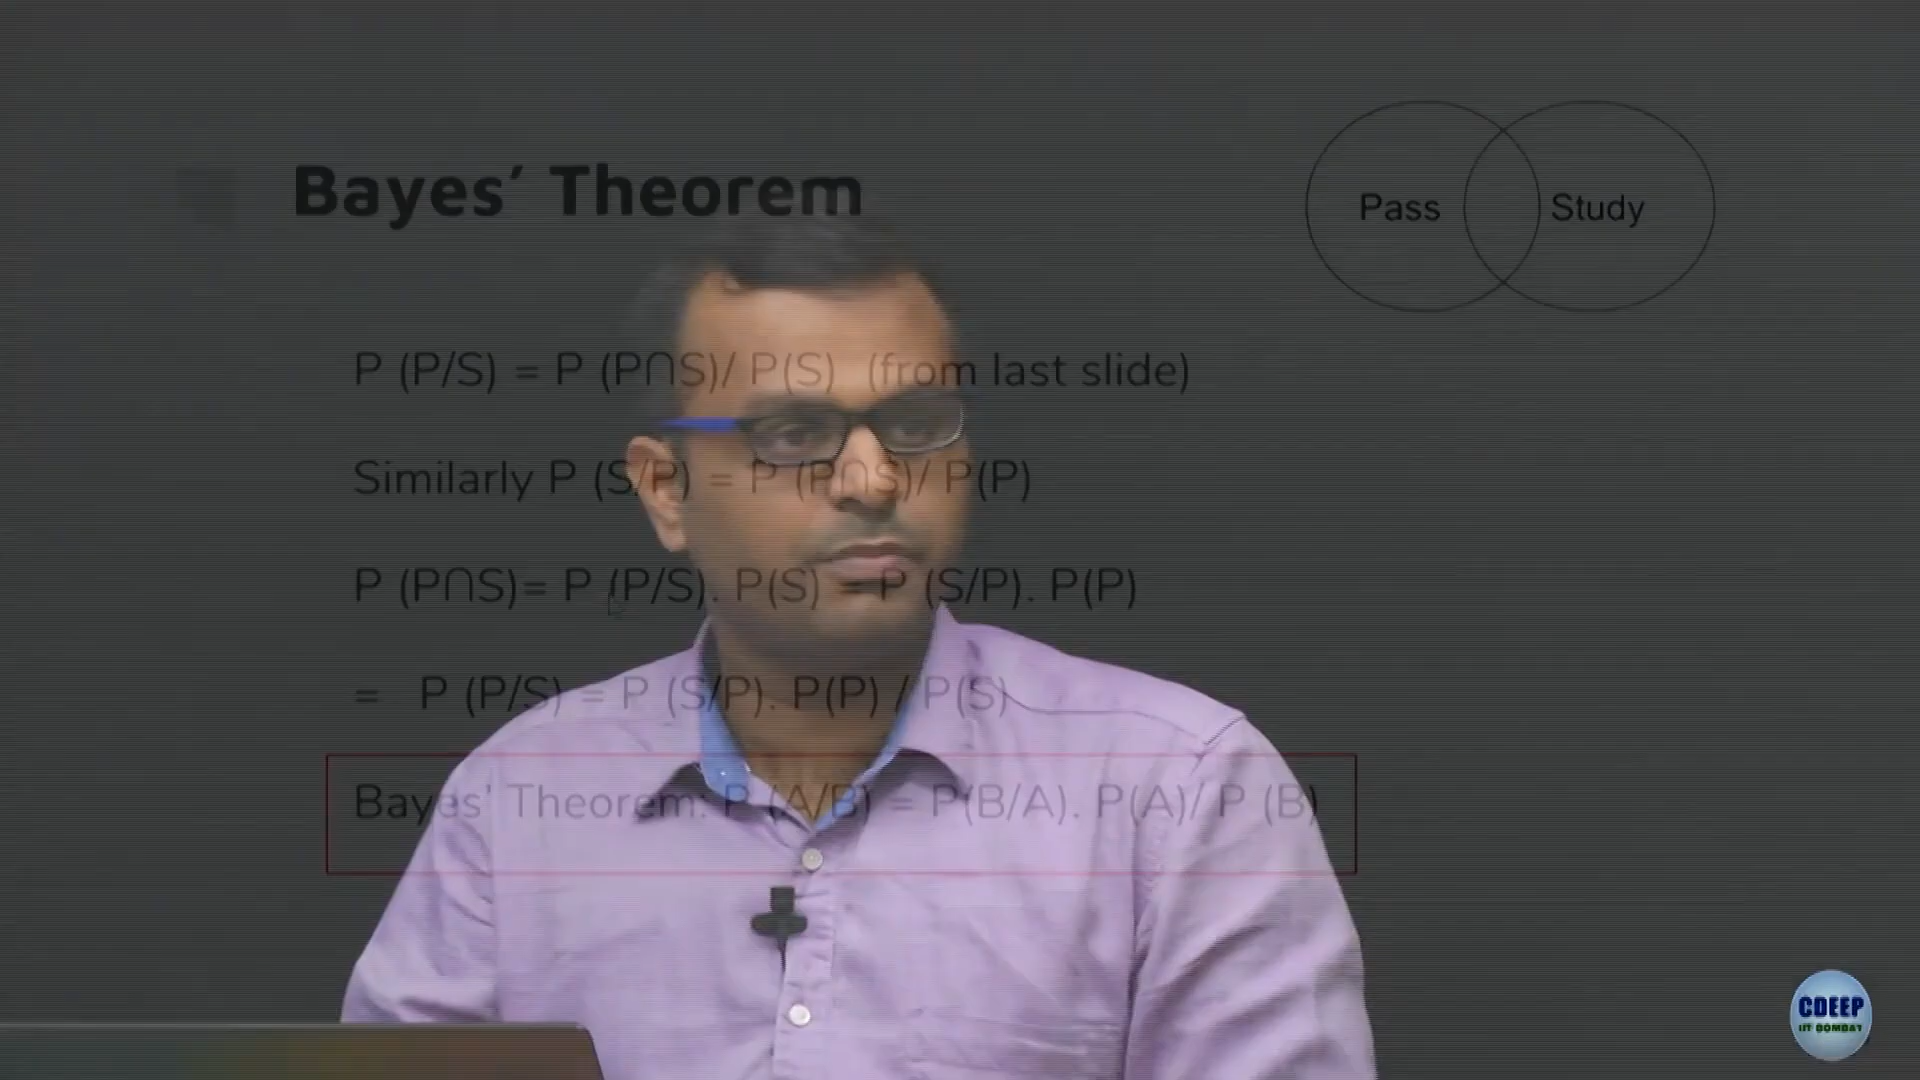 Bayes’ Theorem
Pass
Study
P (P/S) = P (P∩S)/ P(S) (from last slide)
Similarly P (S/P) = P (P∩S)/ P(P)
P (P∩S)= P (P/S). P(S) = P (S/P). P(P)
= P (P/S) = P (S/P). P(P) / P(S)
Bayes' Theorem: P (A/B) = P(B/A). P(A)/ P (B)
CDEEP
IIT BOMBAY